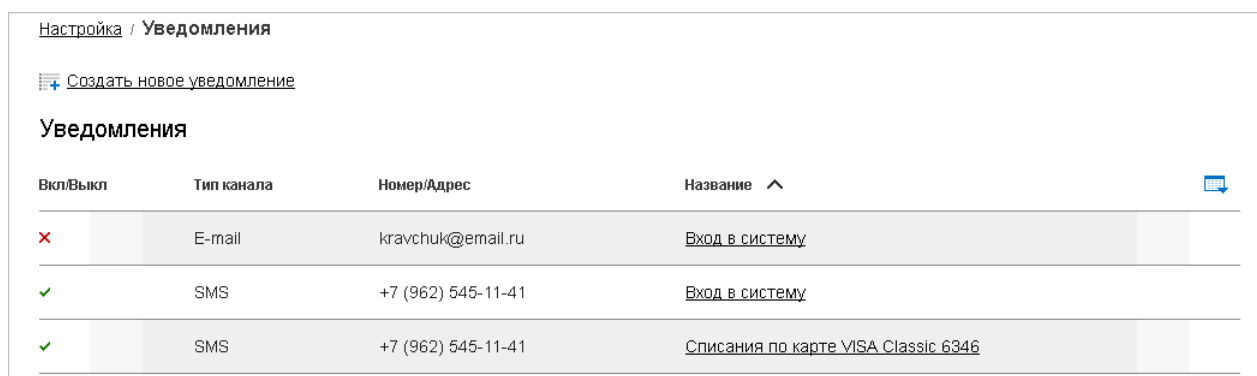 Настройка / Уведомления
Создать новое уведомление
Уведомления
Вкл/Выкл Тип канала Номер/Адрес Название
E-mail kravchuk@email.ru Вход в систему
SMS +7 (962) 545-11-41 Вход в систему
SMS +7 (962) 545-11-41 Списания по карте VISA Classic 6346